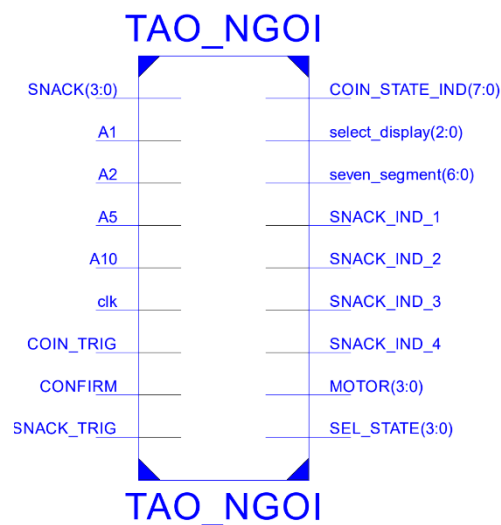 TAO_NGOI
SNACK(3:0)
COIN_STATE_IND(7:0)
A1
select_display(2:0)
A2
seven_segment(6:0)
A5
SNACK_IND_1
A10
SNACK_IND_2
clk
SNACK_IND_3
COIN_TRIG
SNACK_IND_4
CONFIRM
MOTOR(3:0)
SNACK_TRIG
SEL_STATE(3:0)
TAO_NGOI